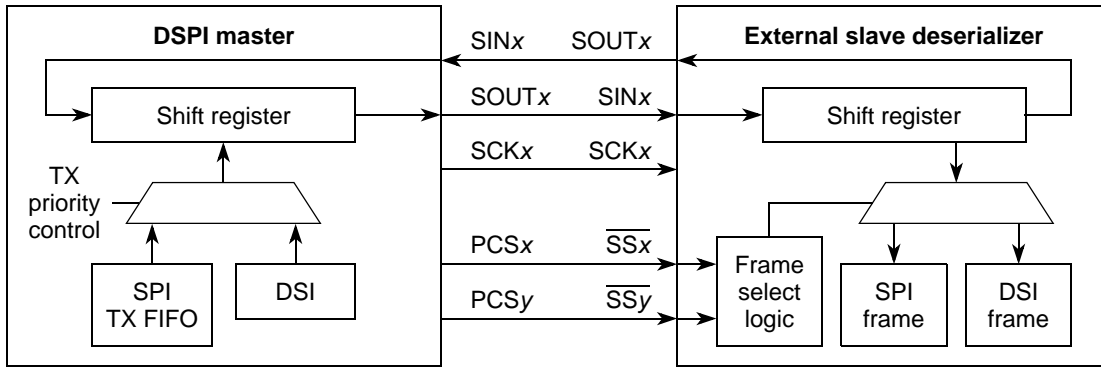 DSPI master
SINx SOUTx
External slave deserializer
Shift register
SOUTx SINx
Shift register
SCKx SCKx
TX
priority
control
PCSx SSx
PCSy SSy
SPI
TX FIFO
DSI
Frame
select
logic
SPI
frame
DSI
frame